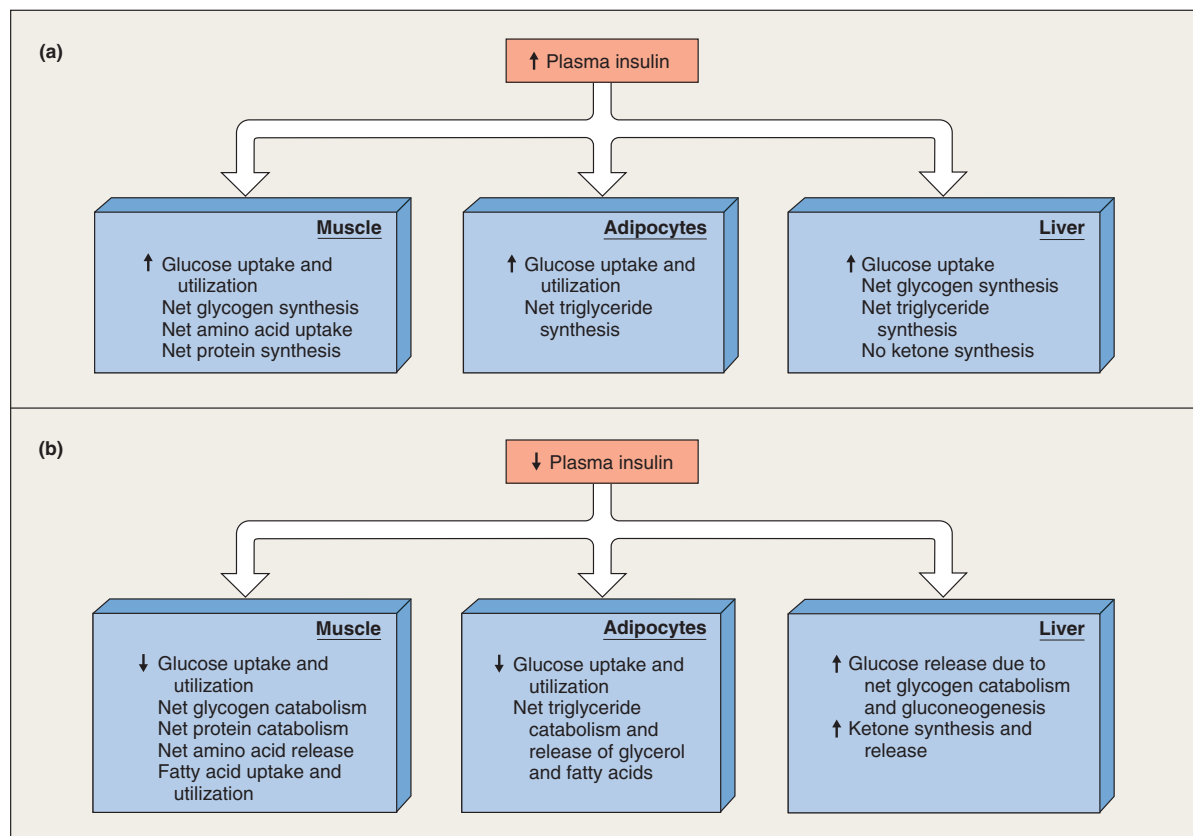 (a)
↑ Plasma insulin
Muscle
↑ Glucose uptake and
utilization
Net glycogen synthesis
Net amino acid uptake
Net protein synthesis
Adipocytes
↑ Glucose uptake and
utilization
Net triglyceride
synthesis
Liver
↑ Glucose uptake
Net glycogen synthesis
Net triglyceride
synthesis
No ketone synthesis
(b)
↓ Plasma insulin
Muscle
↓ Glucose uptake and
utilization
Net glycogen catabolism
Net protein catabolism
Net amino acid release
Fatty acid uptake and
utilization
Adipocytes
↓ Glucose uptake and
utilization
Net triglyceride
catabolism and
release of glycerol
and fatty acids
Liver
↑ Glucose release due to
net glycogen catabolism
and gluconeogenesis
↑ Ketone synthesis and
release